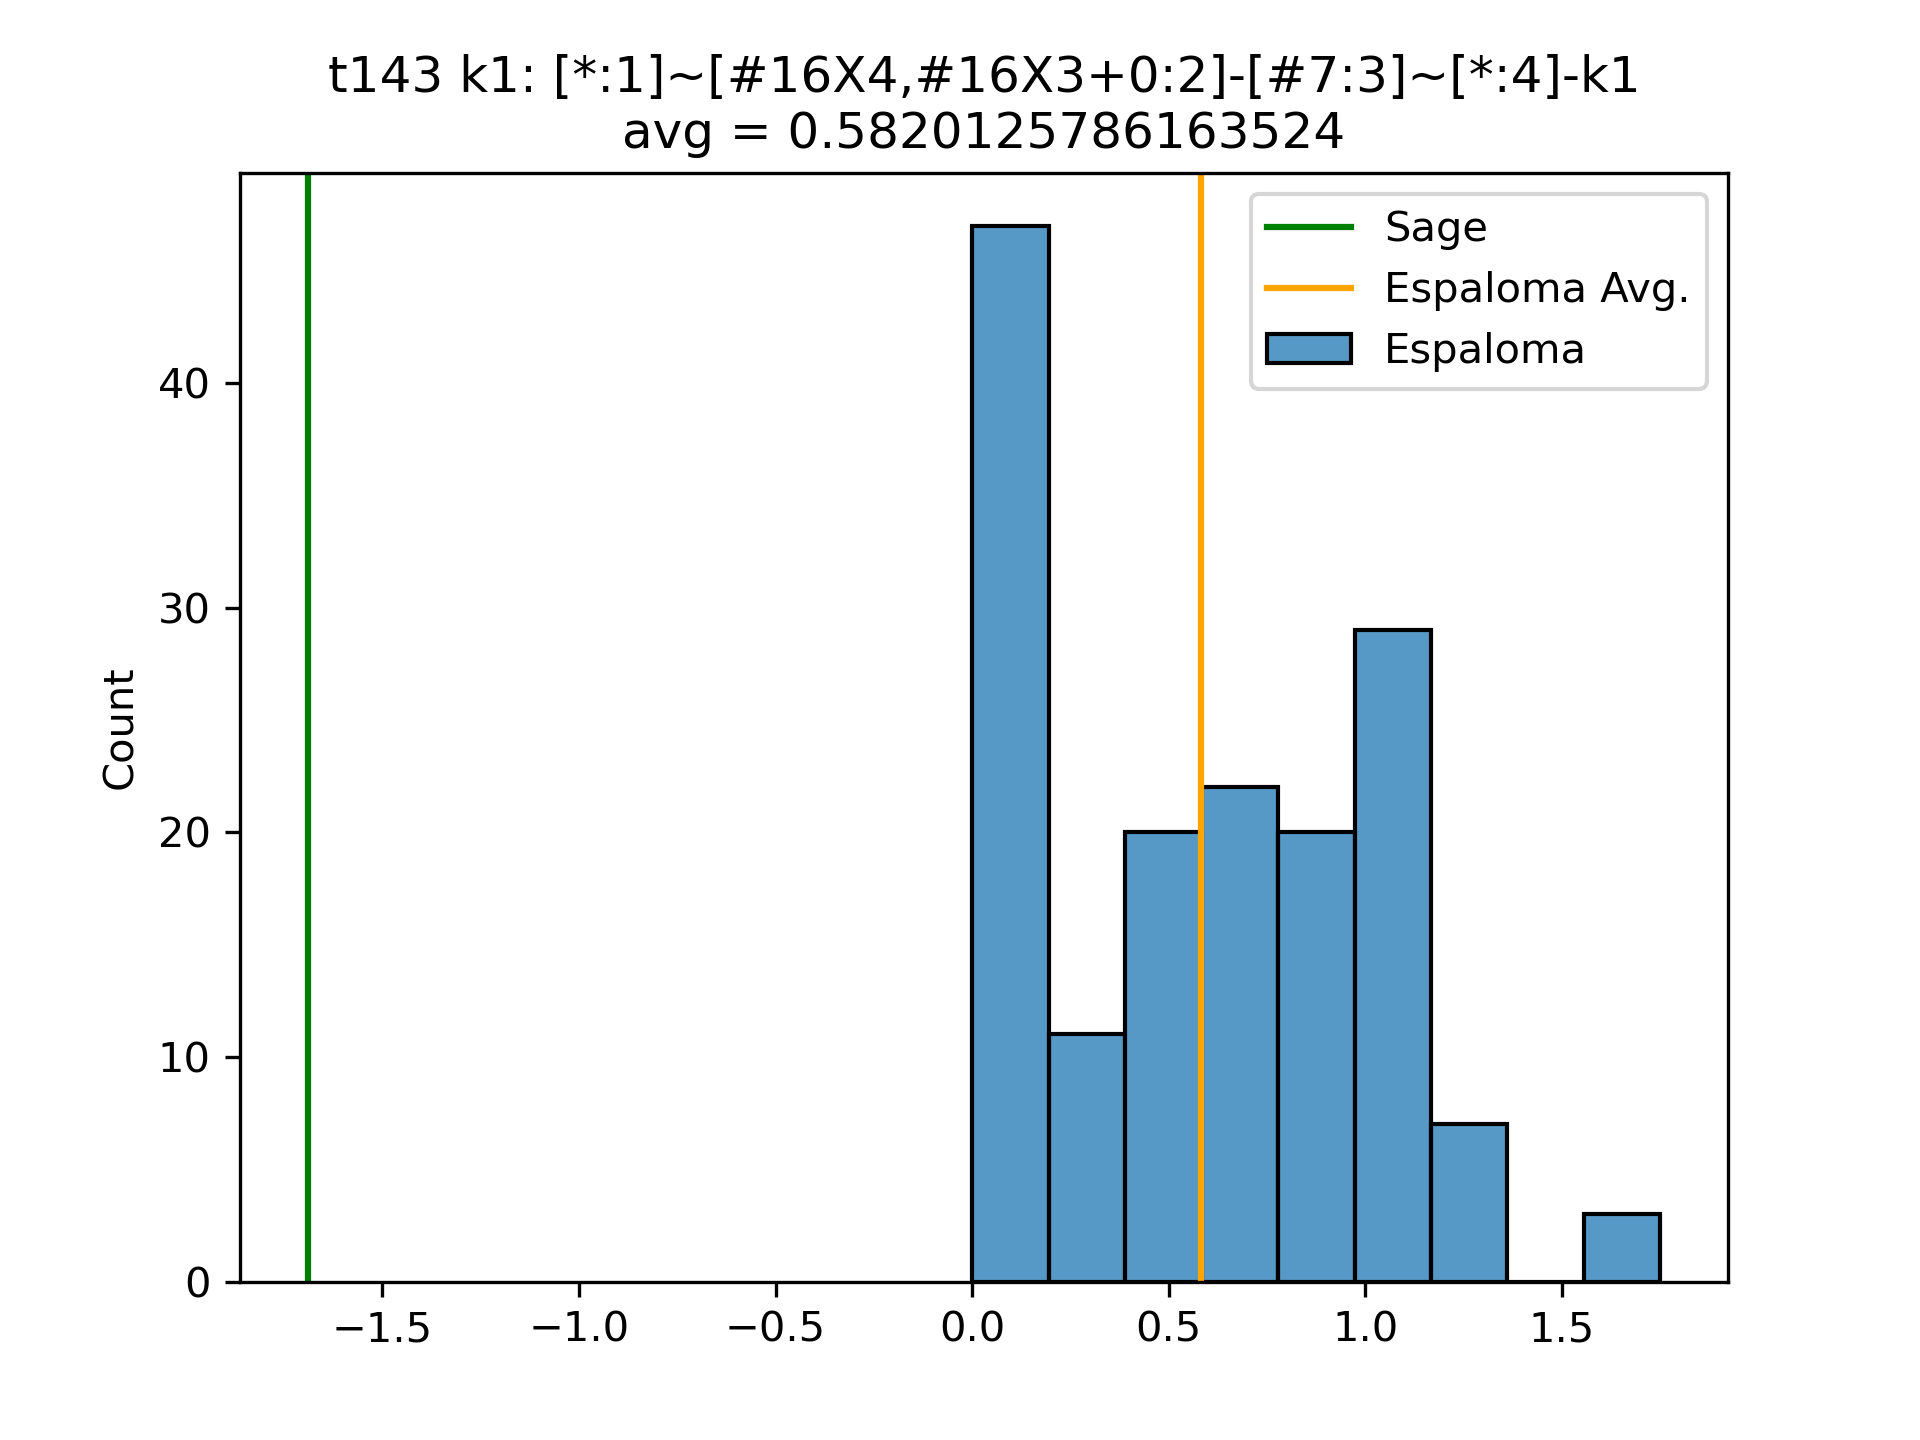 t143 k1: [*:1]~[#16X4,#16X3+0:2]-[#7:3]~[*:4]-k1
avg = 0.5820125786163524
Sage
Espaloma Avg.
Espaloma
Count
40
30
20
10
0
−1.5
−1.0
−0.5
0.0
0.5
1.0
1.5